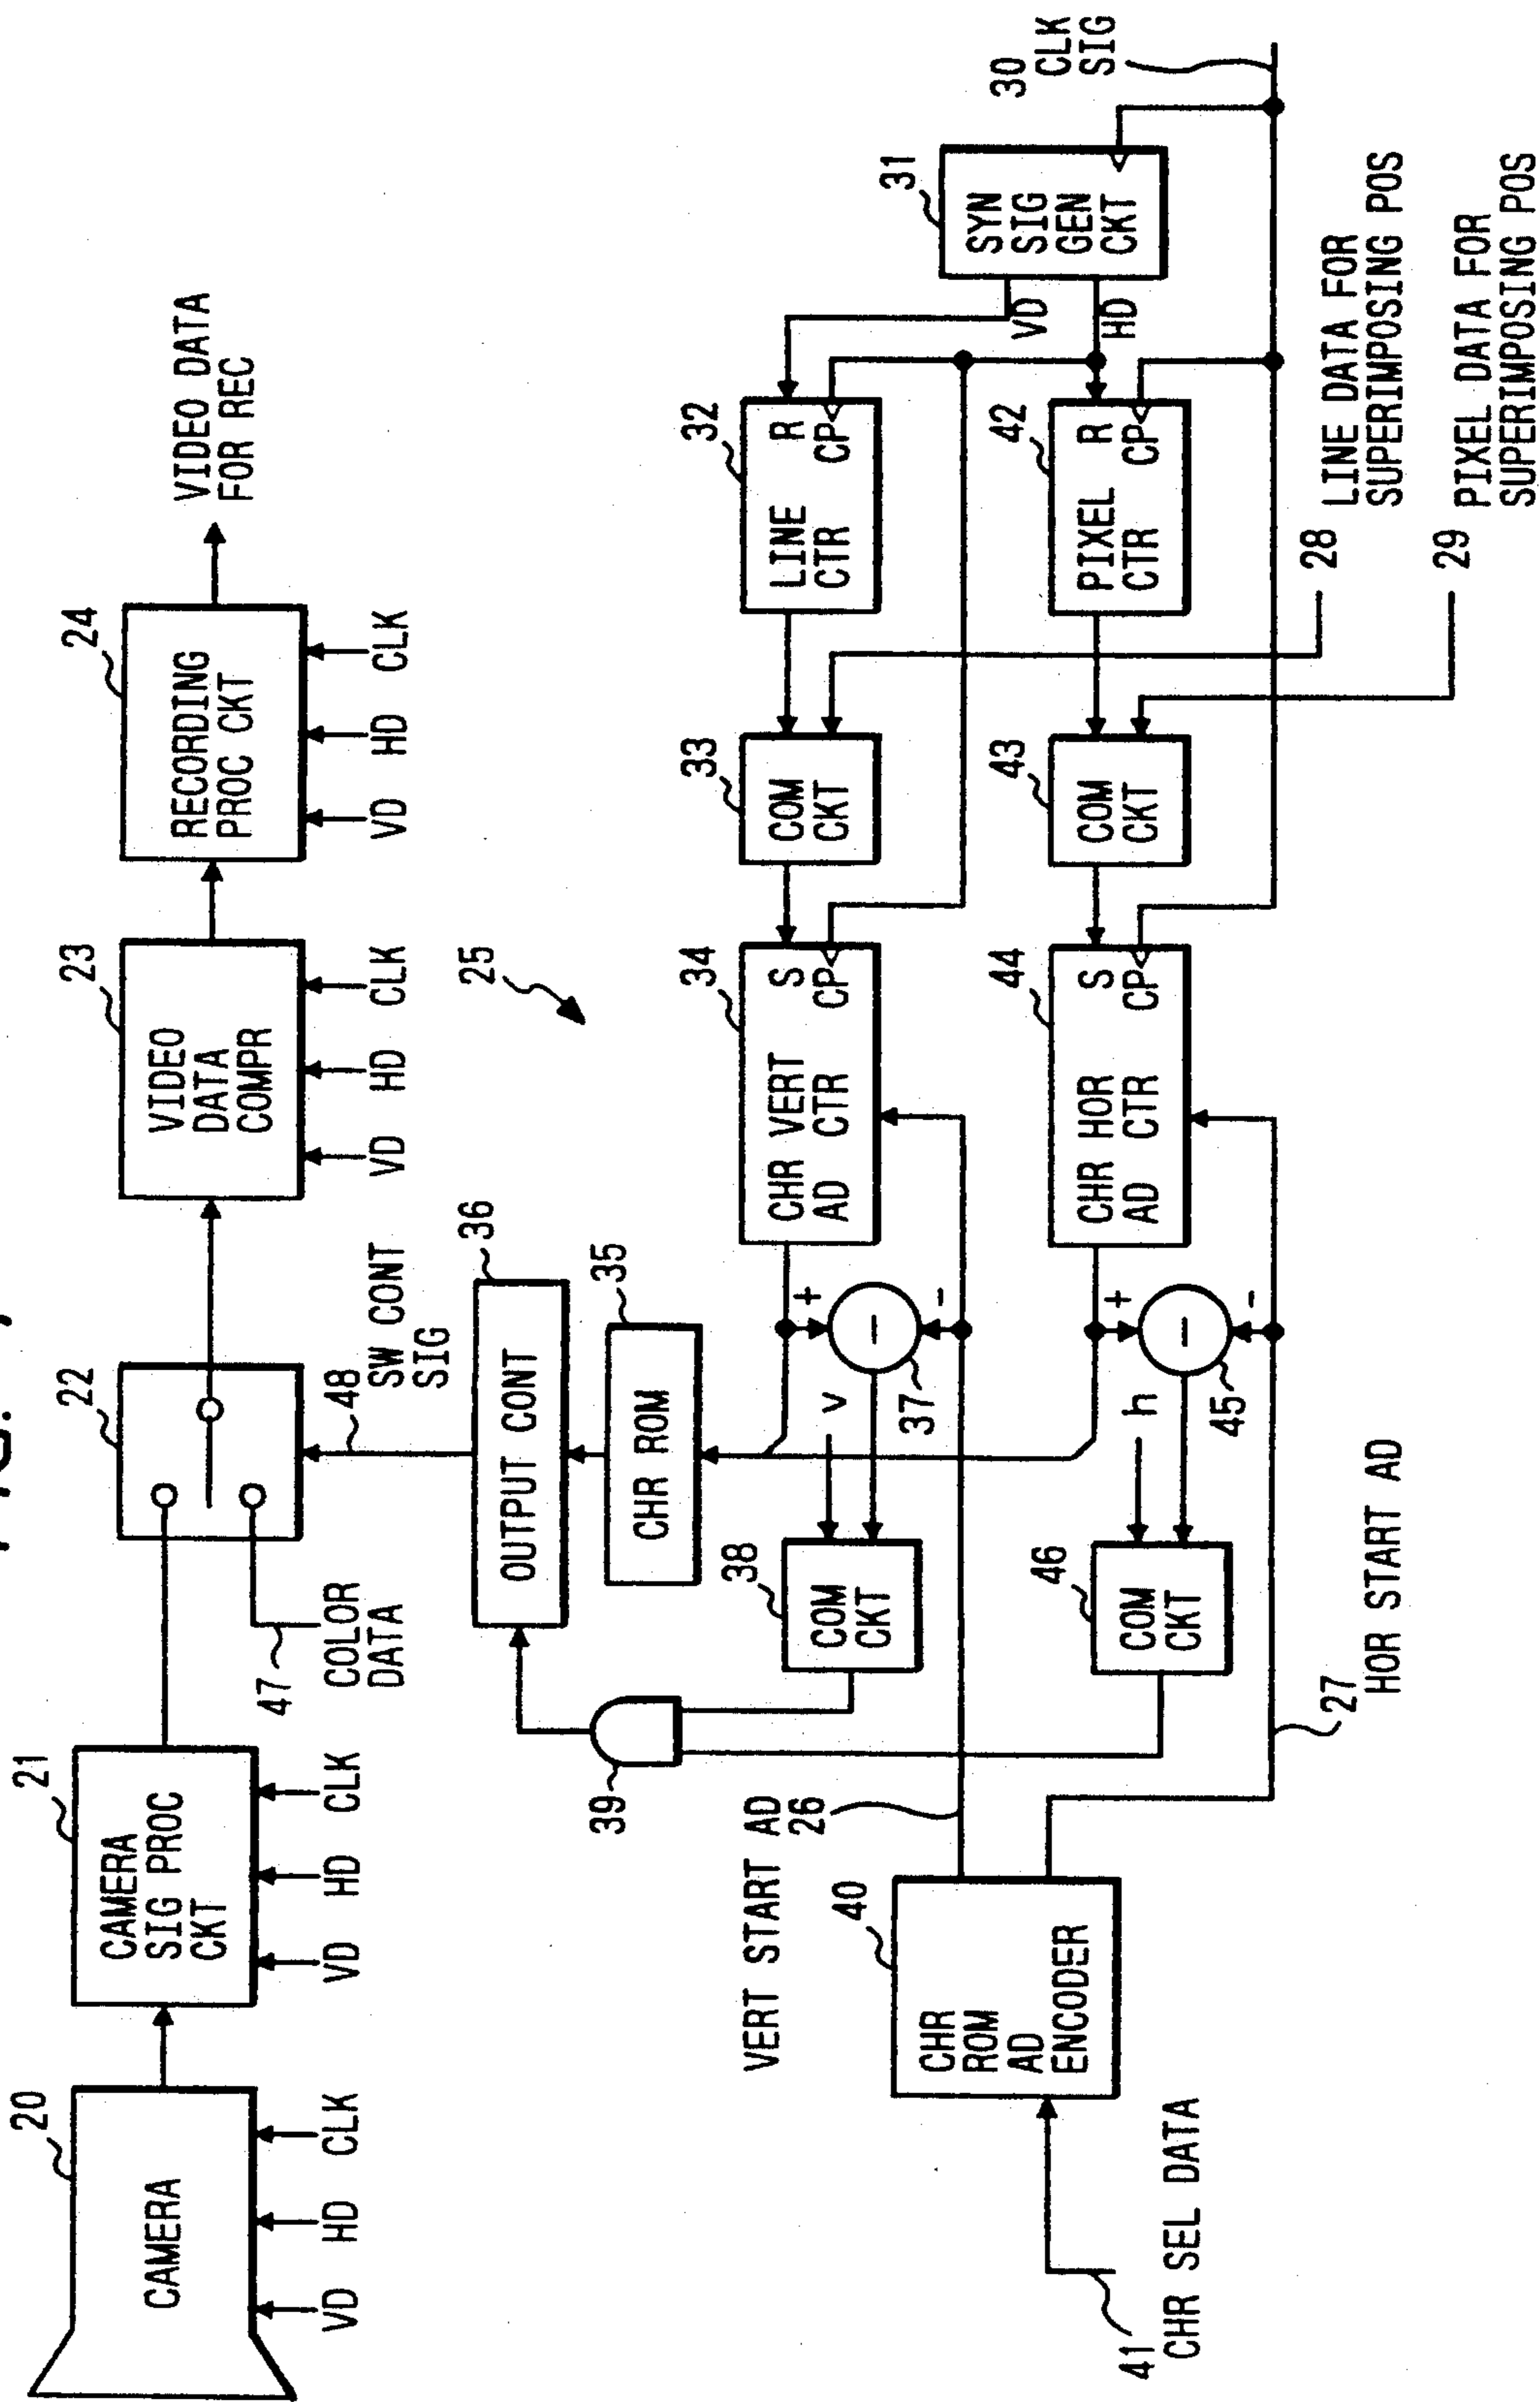 20
CAMERA
VD HD CLK
21
CAMERA
SIG PROC
CKT
VD HD CLK
22
47
COLOR
DATA
48
SW CONT
SIG
23
VIDEO
DATA
COMPR
VD HD CLK
24
RECORDING
PROC CKT
VD HD CLK
VIDEO DATA
FOR REC
25
36
OUTPUT CONT
35
CHR ROM
39
38
COM
CKT
v
+
-
-
37
34
CHR VERT
AD CTR
S
CP
33
COM
CKT
32
LINE
CTR
R
CP
31
SYN
SIG
GEN
CKT
VD
HD
30
CLK
SIG
VERT START AD
26
40
CHR
ROM
AD
ENCODER
41
CHR SEL DATA
46
COM
CKT
h
+
-
-
45
44
CHR HOR
AD CTR
S
CP
43
COM
CKT
42
PIXEL
CTR
R
CP
27
HOR START AD
28
LINE DATA FOR
SUPERIMPOSING POS
29
PIXEL DATA FOR
SUPERIMPOSING POS